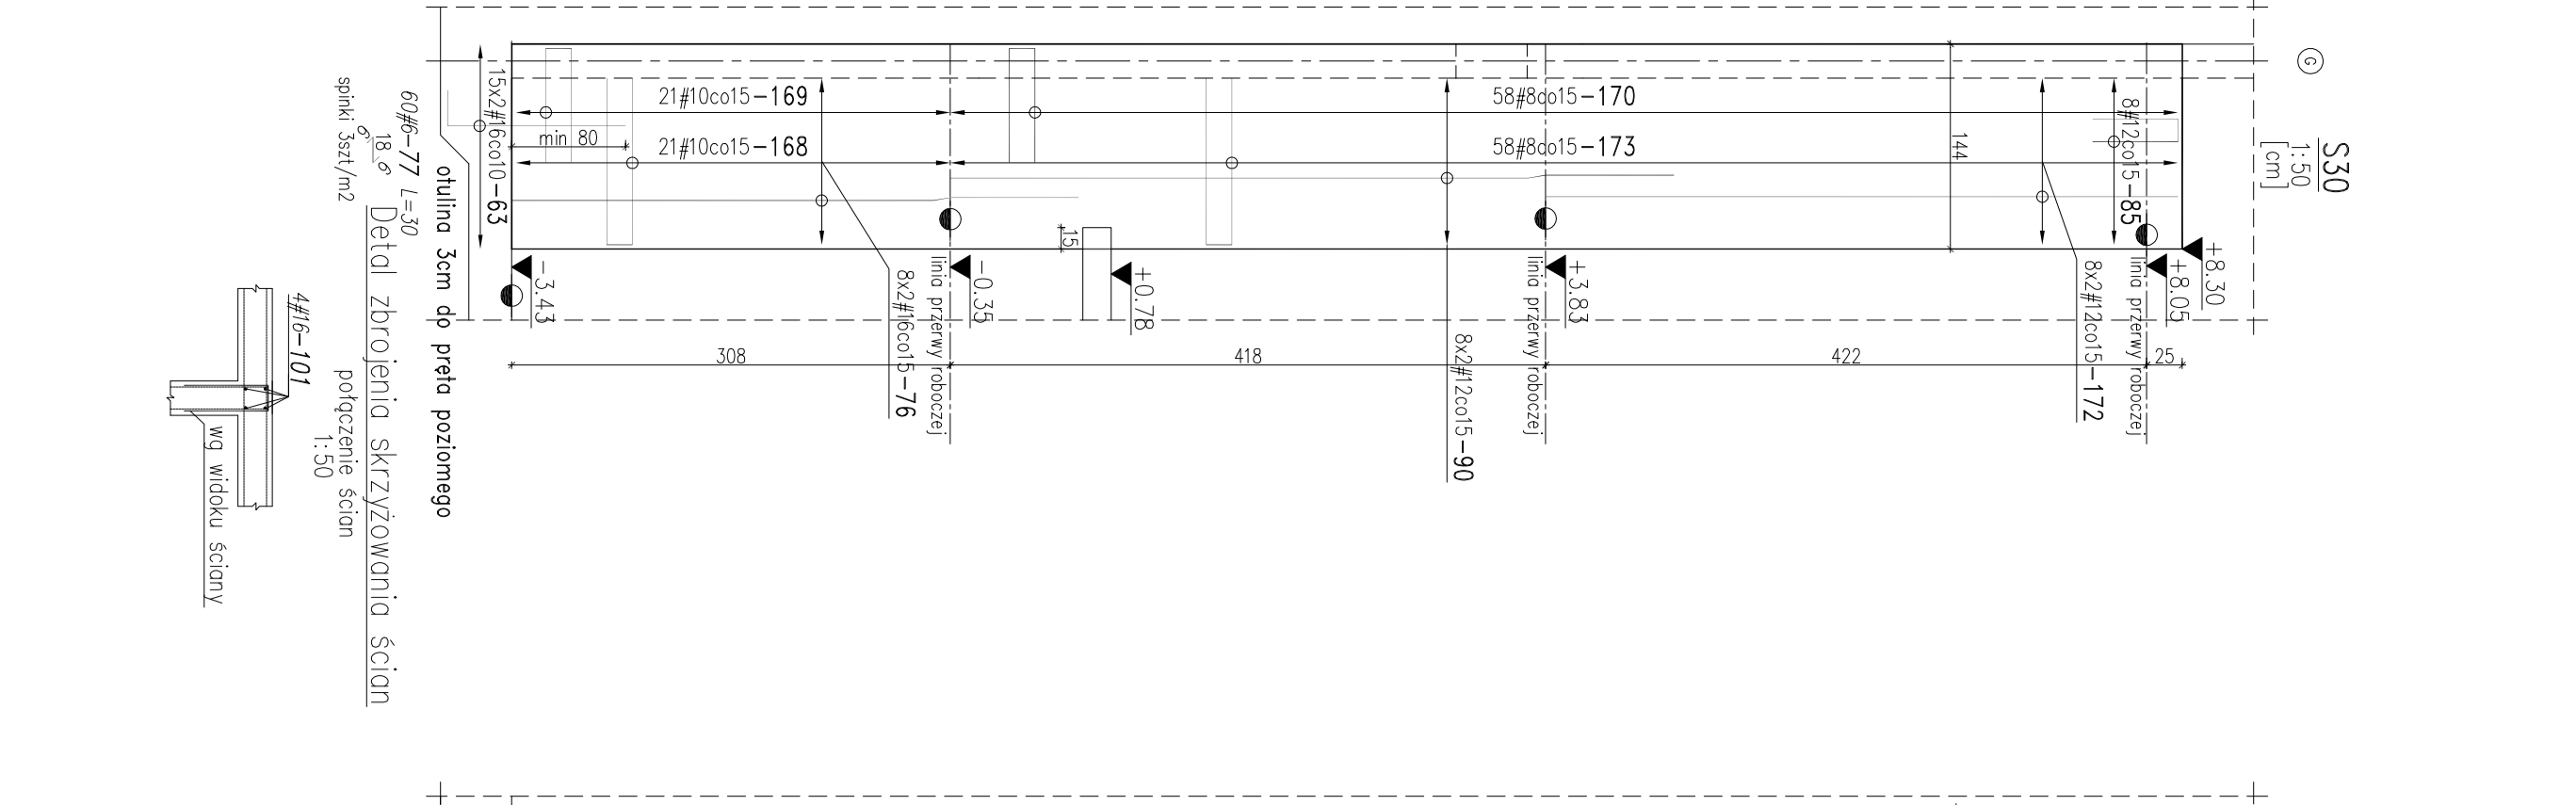 S30
1:50
[cm]
G
+8.30
+8.05
linia przerwy roboczej
8#12co15-85
8x2#12co15-172
144
+3.83
linia przerwy roboczej
8x2#12co15-90
58#8co15-170
58#8co15-173
+0.78
15
-0.35
linia przerwy roboczej
8x2#16co15-76
21#10co15-169
21#10co15-168
min 80
-3.43
15x2#16co10-63
308
418
422
25
otulina 3cm do pręta poziomego
60#6-77 L=30
18
6
6
spinki 3szt/m2
Detal zbrojenia skrzyżowania ścian
połączenie ścian
1:50
4#16-101
wg widoku ściany